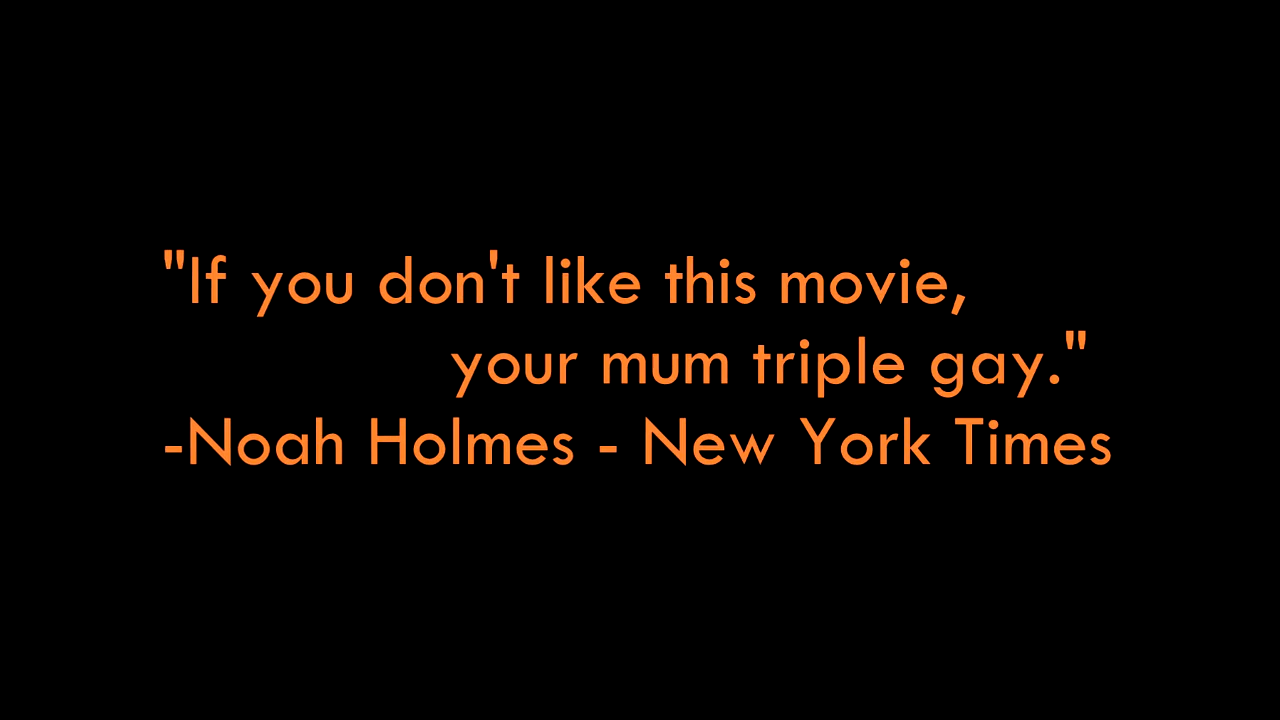 "If you don't like this movie,
your mum triple gay."
-Noah Holmes - New York Times